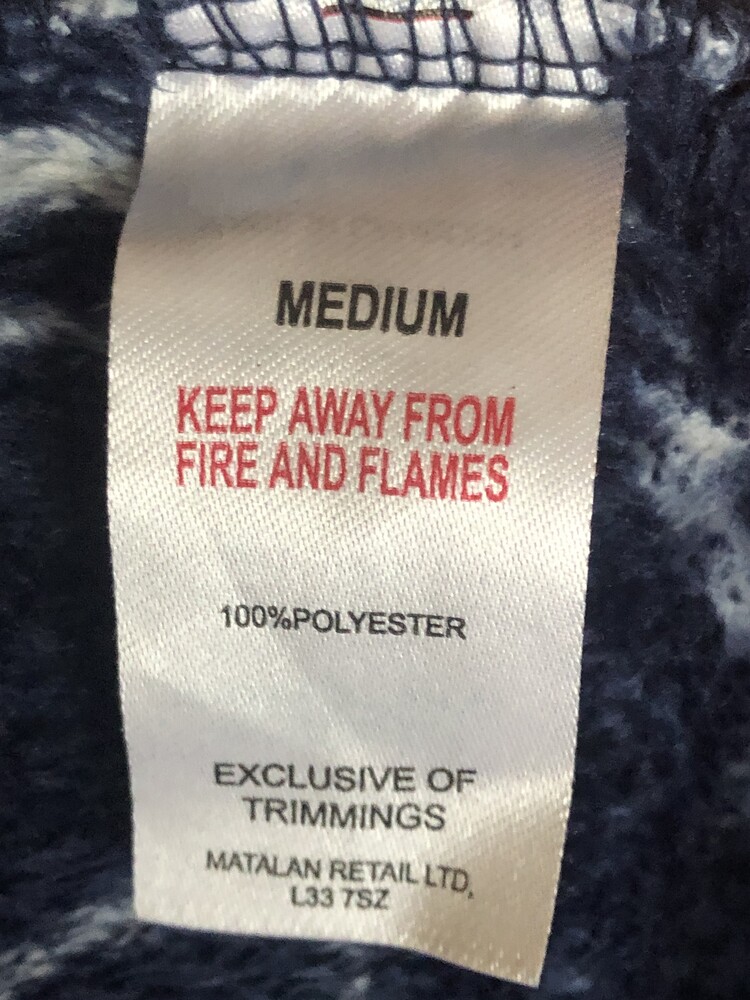 MEDIUM
KEEP AWAY FROM
FIRE AND FLAMES
100%POLYESTER
EXCLUSIVE OF
TRIMMINGS
MATALAN RETAIL LTD,
L33 7SZ